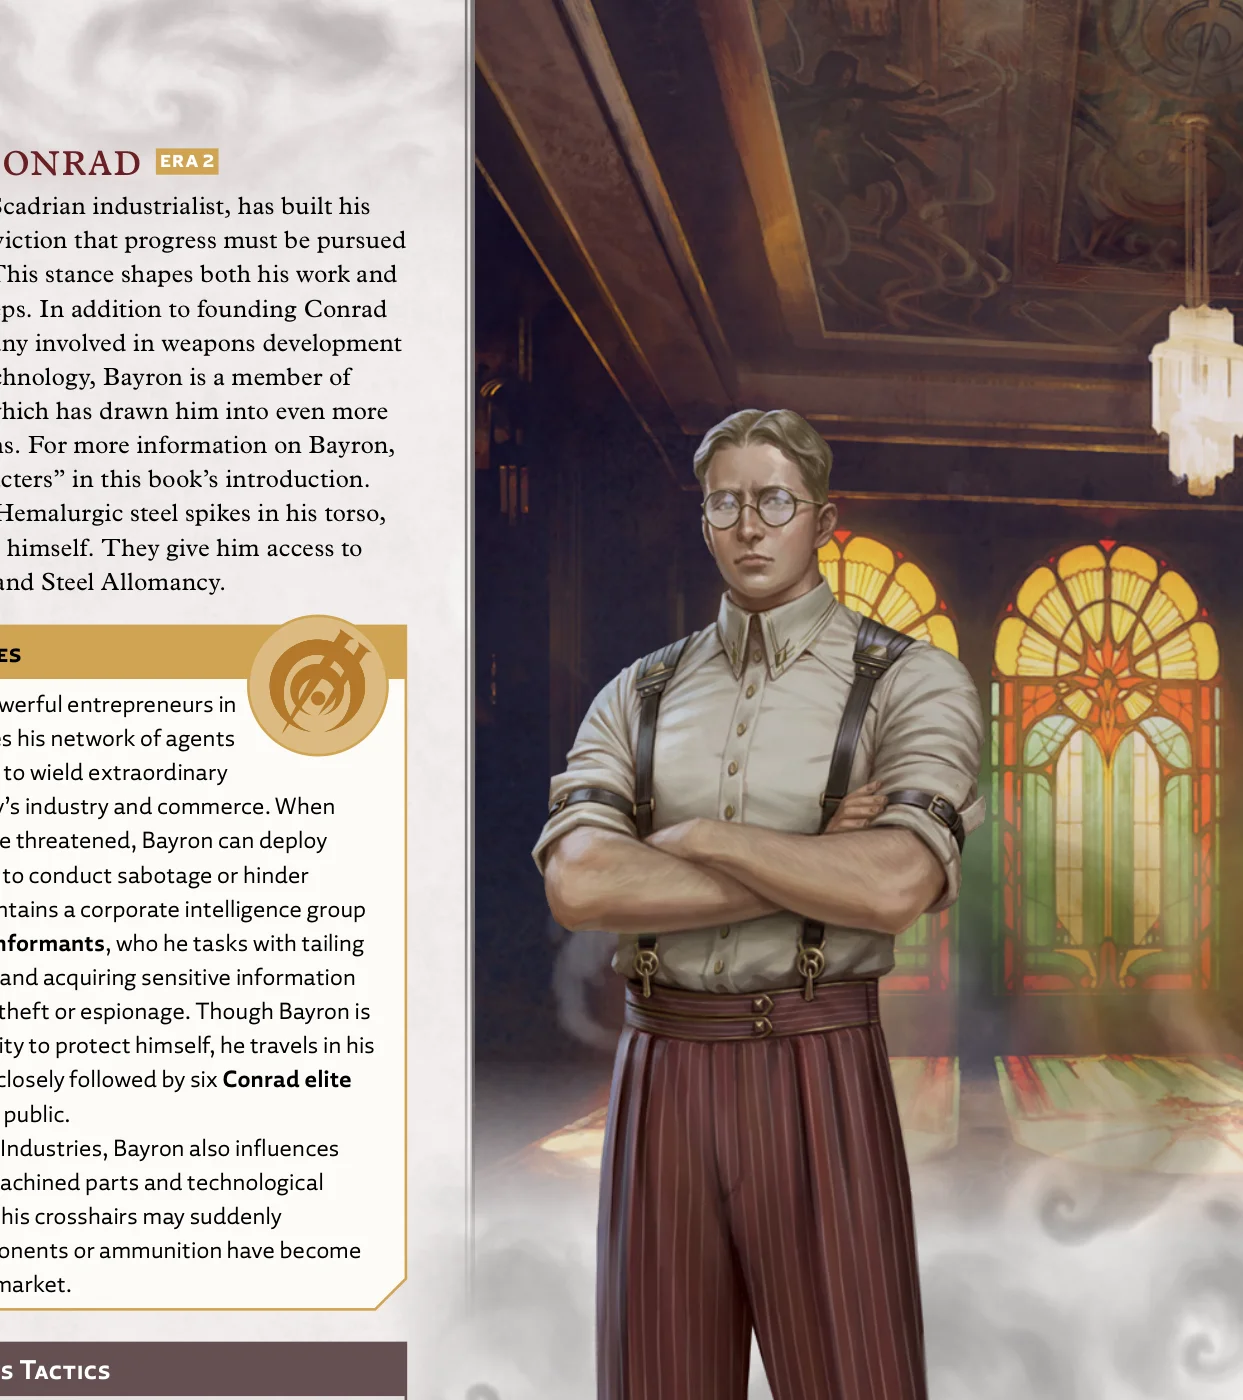 ONRAD ERA 2
Scadrian industrialist, has built his
viction that progress must be pursued
This stance shapes both his work and
ps. In addition to founding Conrad
any involved in weapons development
chnology, Bayron is a member of
which has drawn him into even more
ns. For more information on Bayron,
acters” in this book’s introduction.
Hemalurgic steel spikes in his torso,
himself. They give him access to
and Steel Allomancy.
ES
werful entrepreneurs in
es his network of agents
to wield extraordinary
y’s industry and commerce. When
e threatened, Bayron can deploy
to conduct sabotage or hinder
ntains a corporate intelligence group
nformants, who he tasks with tailing
and acquiring sensitive information
theft or espionage. Though Bayron is
ity to protect himself, he travels in his
closely followed by six Conrad elite
public.
Industries, Bayron also influences
achined parts and technological
his crosshairs may suddenly
onents or ammunition have become
market.
s Tactics